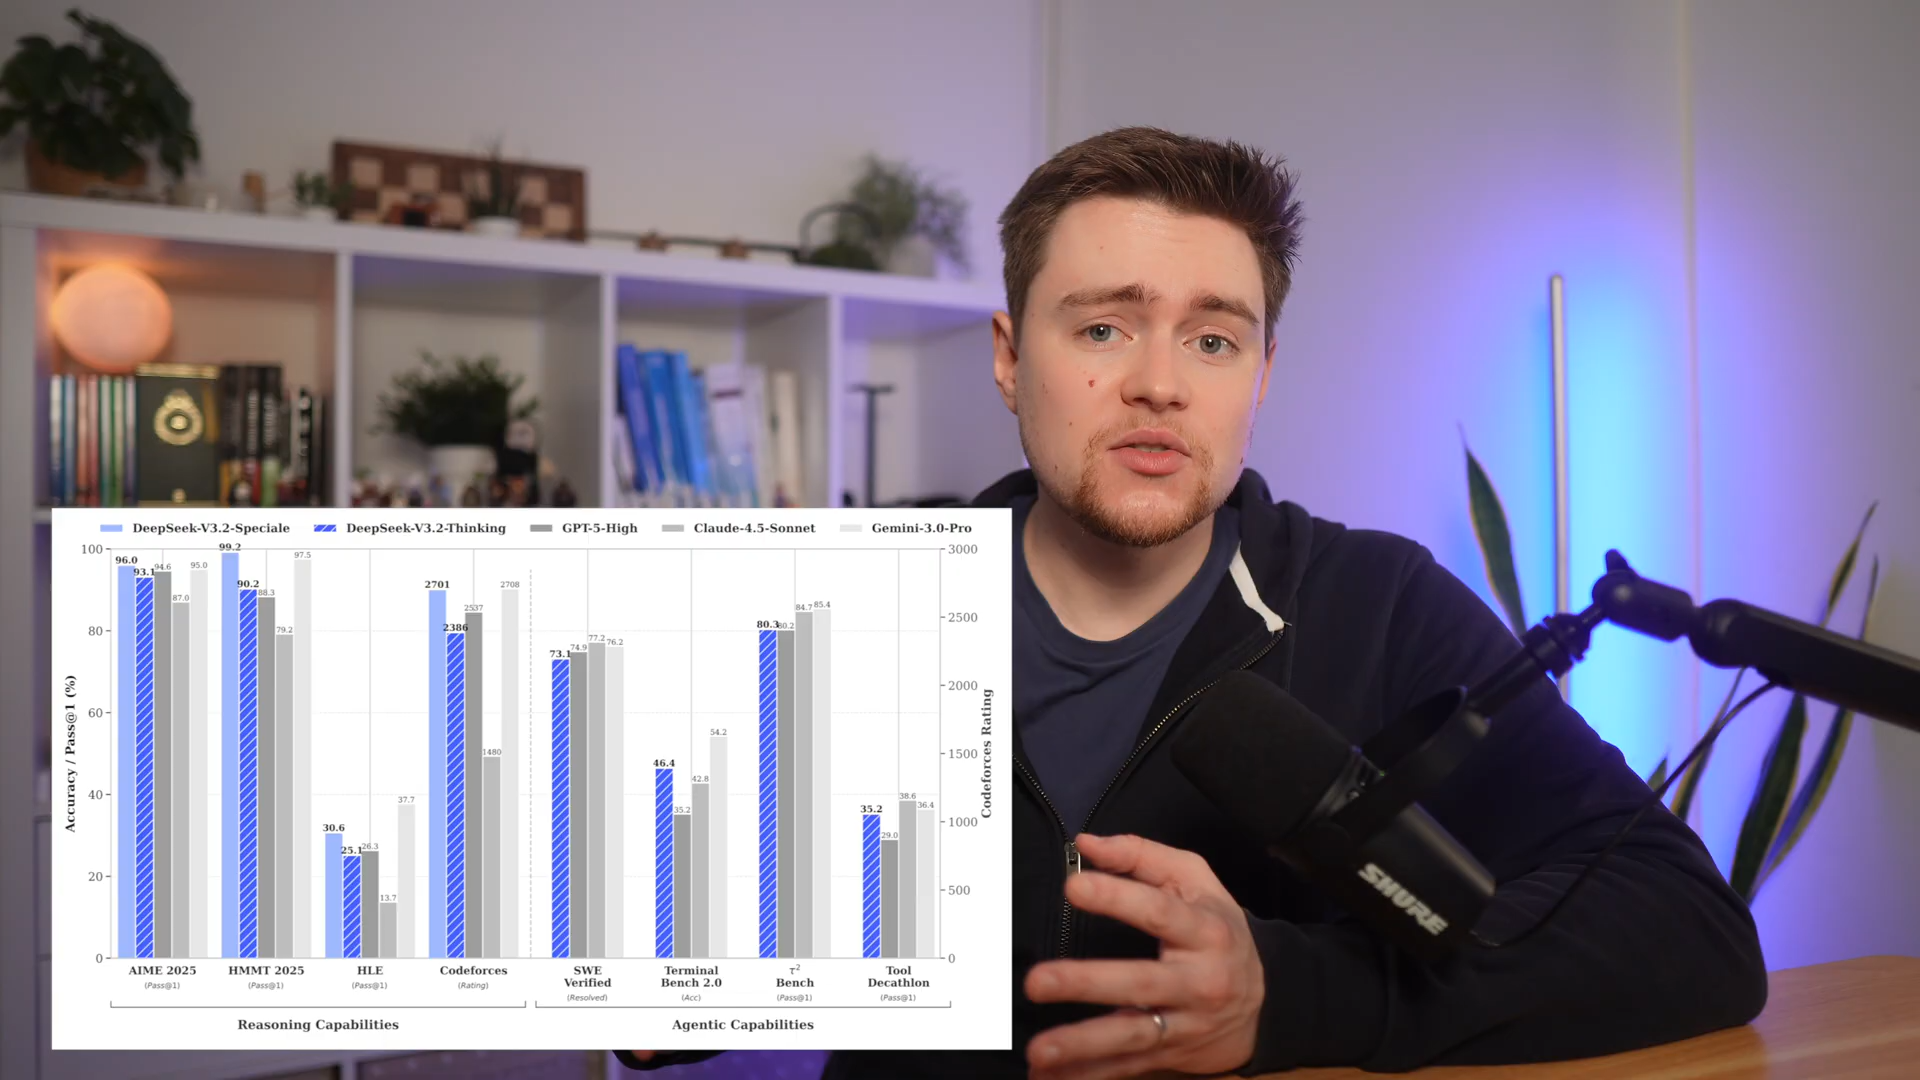 DeepSeek-V3.2-Speciale DeepSeek-V3.2-Thinking GPT-5-High Claude-4.5-Sonnet Gemini-3.0-Pro
Accuracy / Pass@1 (%)
100
80
60
40
20
0
96.0 93.1 94.6 87.0 95.0
99.2 90.2 88.3 79.2 97.5
30.6 25.1 26.3 13.7 37.7
2701 2386 2537 1480 2708
73.1 74.9 77.2 76.2
46.4 35.2 42.8 54.2
80.3 80.2 84.7 85.4
35.2 29.0 38.6 36.4
3000
2500
2000
1500
1000
500
0
Codeforces Rating
AIME 2025
(Pass@1)
HMMT 2025
(Pass@1)
HLE
(Pass@1)
Codeforces
(Rating)
SWE
Verified
(Resolved)
Terminal
Bench 2.0
(Acc)
τ²
Bench
(Pass@1)
Tool
Decathlon
(Pass@1)
Reasoning Capabilities
Agentic Capabilities
SHURE